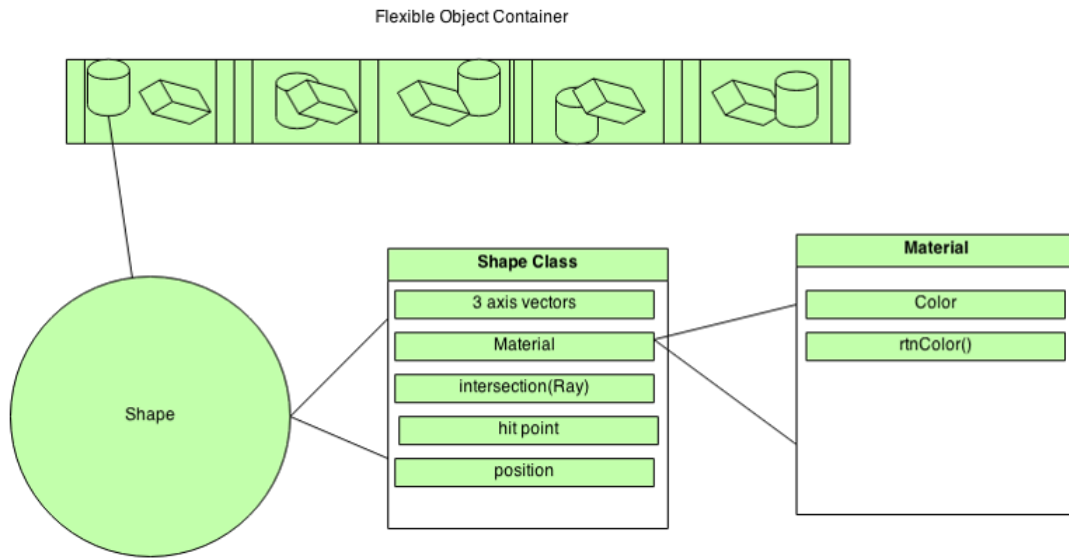 Flexible Object Container
Shape
Shape Class
3 axis vectors
Material
intersection(Ray)
hit point
position
Material
Color
rtnColor()